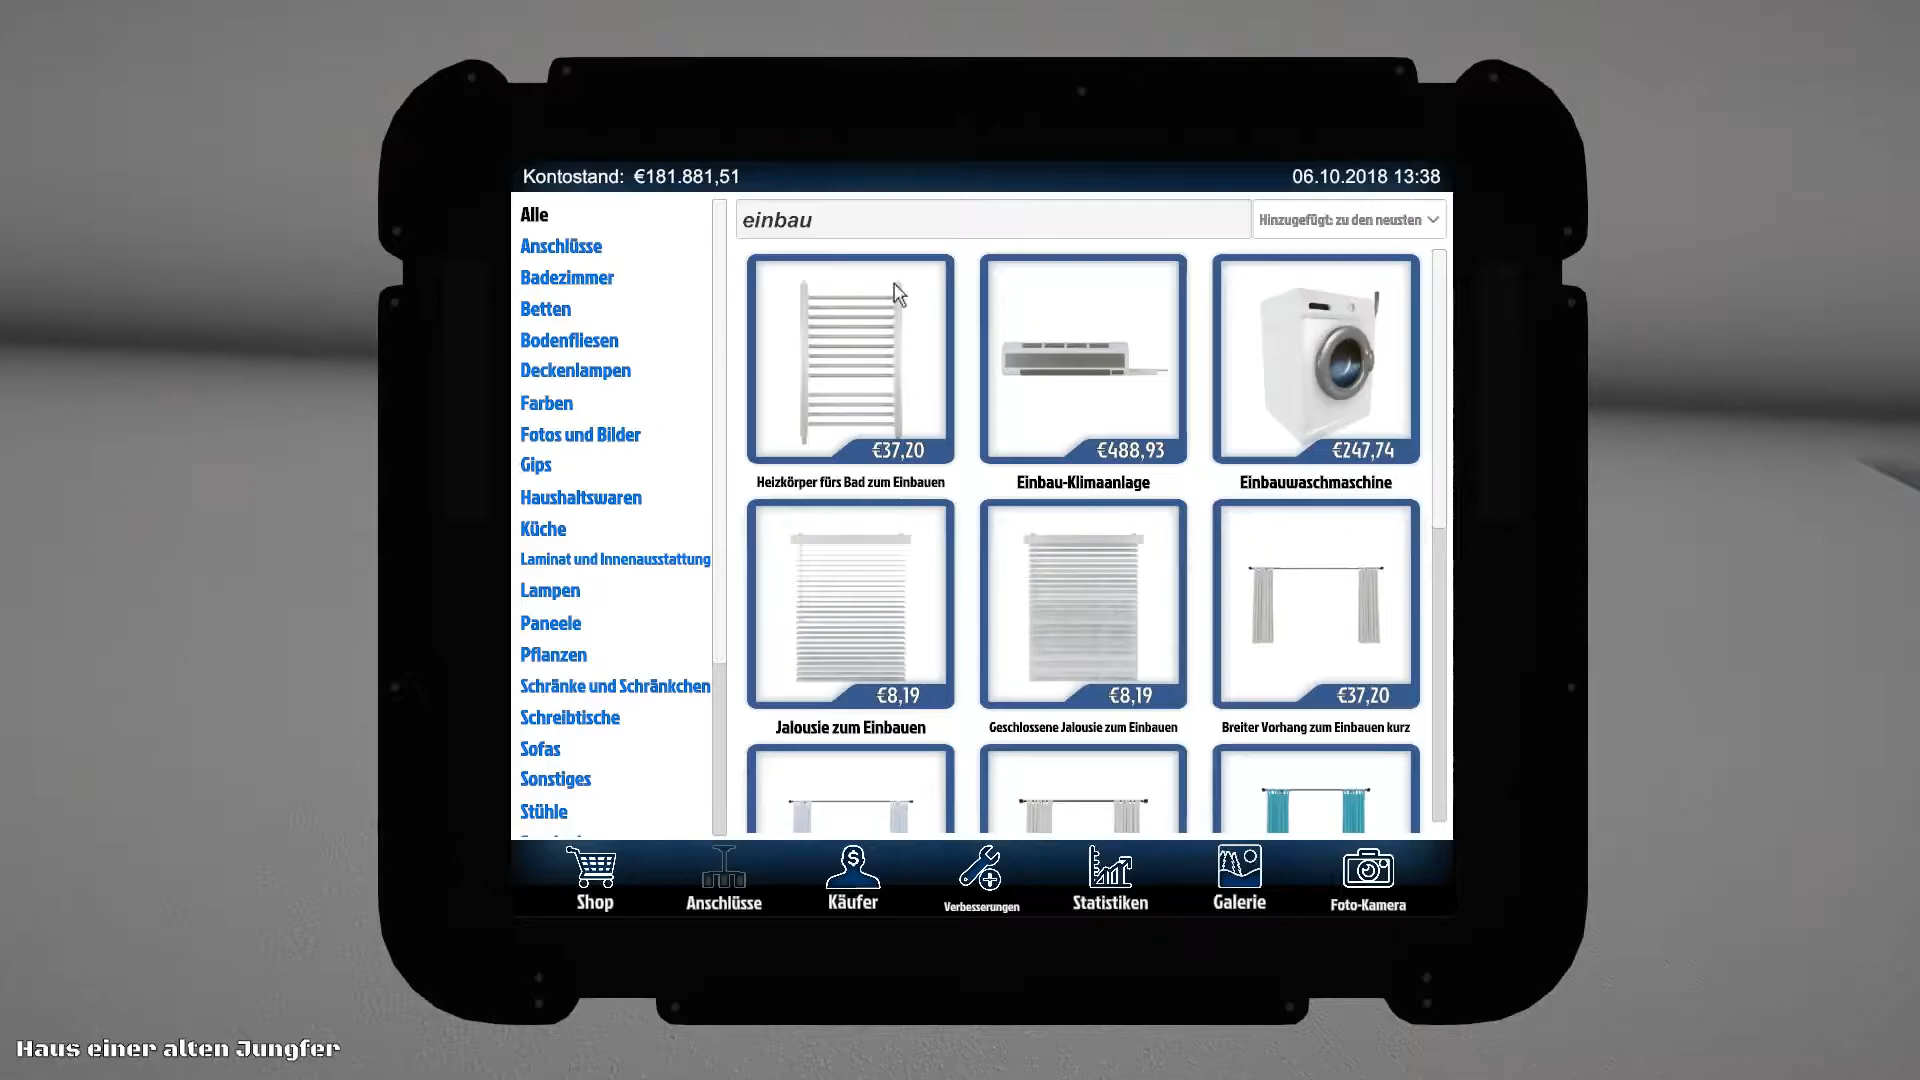 Kontostand: €181.881,51
06.10.2018 13:38
Alle
Anschlüsse
Badezimmer
Betten
Bodenfliesen
Deckenlampen
Farben
Fotos und Bilder
Gips
Haushaltswaren
Küche
Laminat und Innenausstattung
Lampen
Paneele
Pflanzen
Schränke und Schränkchen
Schreibtische
Sofas
Sonstiges
Stühle
einbau
Hinzugefügt: zu den neusten
€37,20
€488,93
€247,74
Heizkörper fürs Bad zum Einbauen
Einbau-Klimaanlage
Einbauwaschmaschine
€8,19
€8,19
€37,20
Jalousie zum Einbauen
Geschlossene Jalousie zum Einbauen
Breiter Vorhang zum Einbauen kurz
Shop
Anschlüsse
Käufer
Verbesserungen
Statistiken
Galerie
Foto-Kamera
Haus einer alten Jungfer